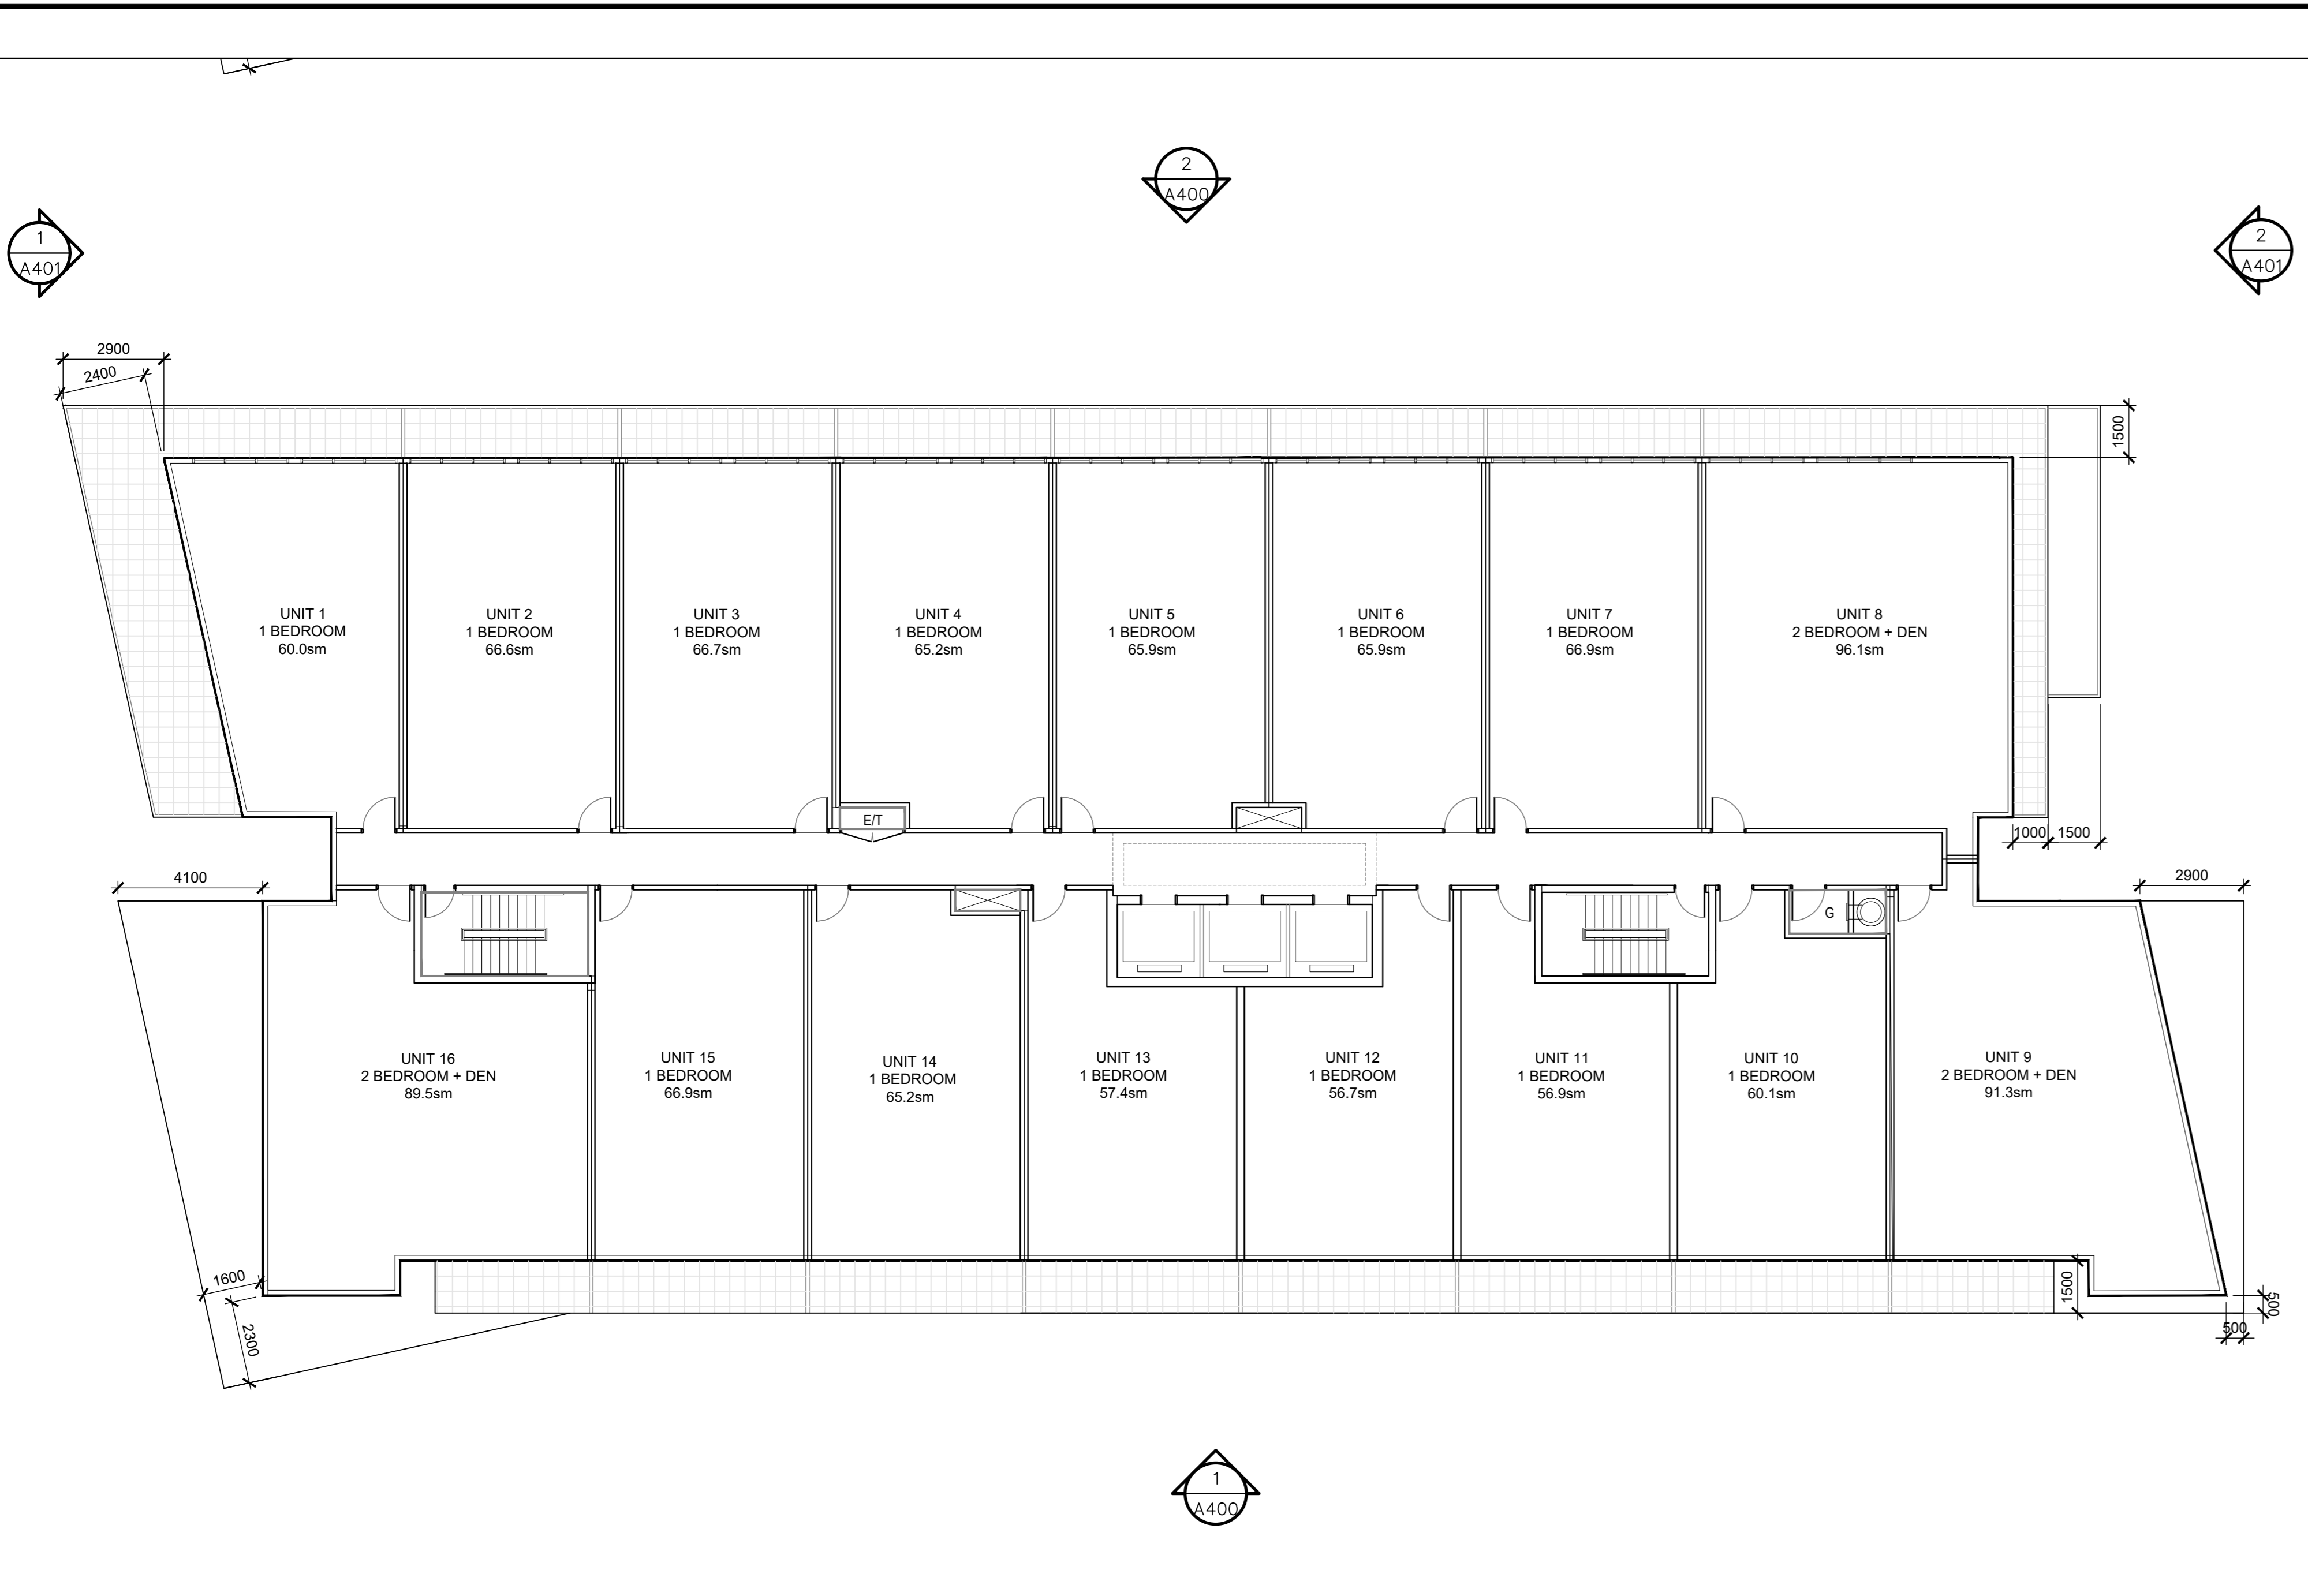 2
A400
1
A401
2
A401
2900
2400
1500
UNIT 1
1 BEDROOM
60.0sm
UNIT 2
1 BEDROOM
66.6sm
UNIT 3
1 BEDROOM
66.7sm
UNIT 4
1 BEDROOM
65.2sm
UNIT 5
1 BEDROOM
65.9sm
UNIT 6
1 BEDROOM
65.9sm
UNIT 7
1 BEDROOM
66.9sm
UNIT 8
2 BEDROOM + DEN
96.1sm
E/T
1000
1500
4100
2900
G
UNIT 16
2 BEDROOM + DEN
89.5sm
UNIT 15
1 BEDROOM
66.9sm
UNIT 14
1 BEDROOM
65.2sm
UNIT 13
1 BEDROOM
57.4sm
UNIT 12
1 BEDROOM
56.7sm
UNIT 11
1 BEDROOM
56.9sm
UNIT 10
1 BEDROOM
60.1sm
UNIT 9
2 BEDROOM + DEN
91.3sm
1600
2300
1500
500
500
1
A400